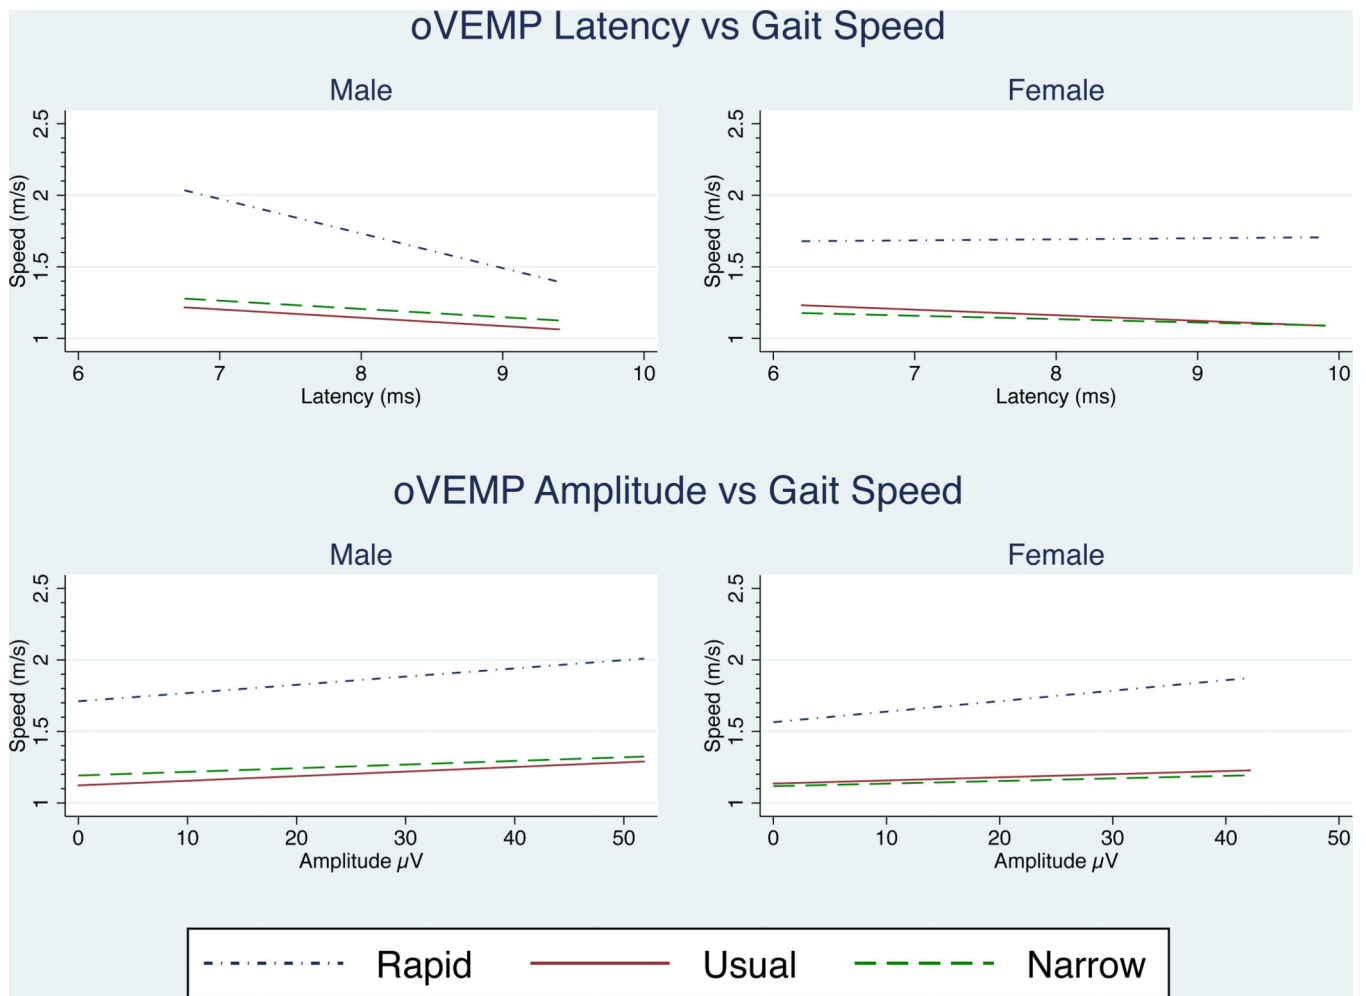 oVEMP Latency vs Gait Speed
Male
Female
Speed (m/s)
2.5
2
1.5
1
6 7 8 9 10
Latency (ms)
Speed (m/s)
2.5
2
1.5
1
6 7 8 9 10
Latency (ms)
oVEMP Amplitude vs Gait Speed
Male
Female
Speed (m/s)
2.5
2
1.5
1
0 10 20 30 40 50
Amplitude µV
Speed (m/s)
2.5
2
1.5
1
0 10 20 30 40 50
Amplitude µV
Rapid Usual Narrow